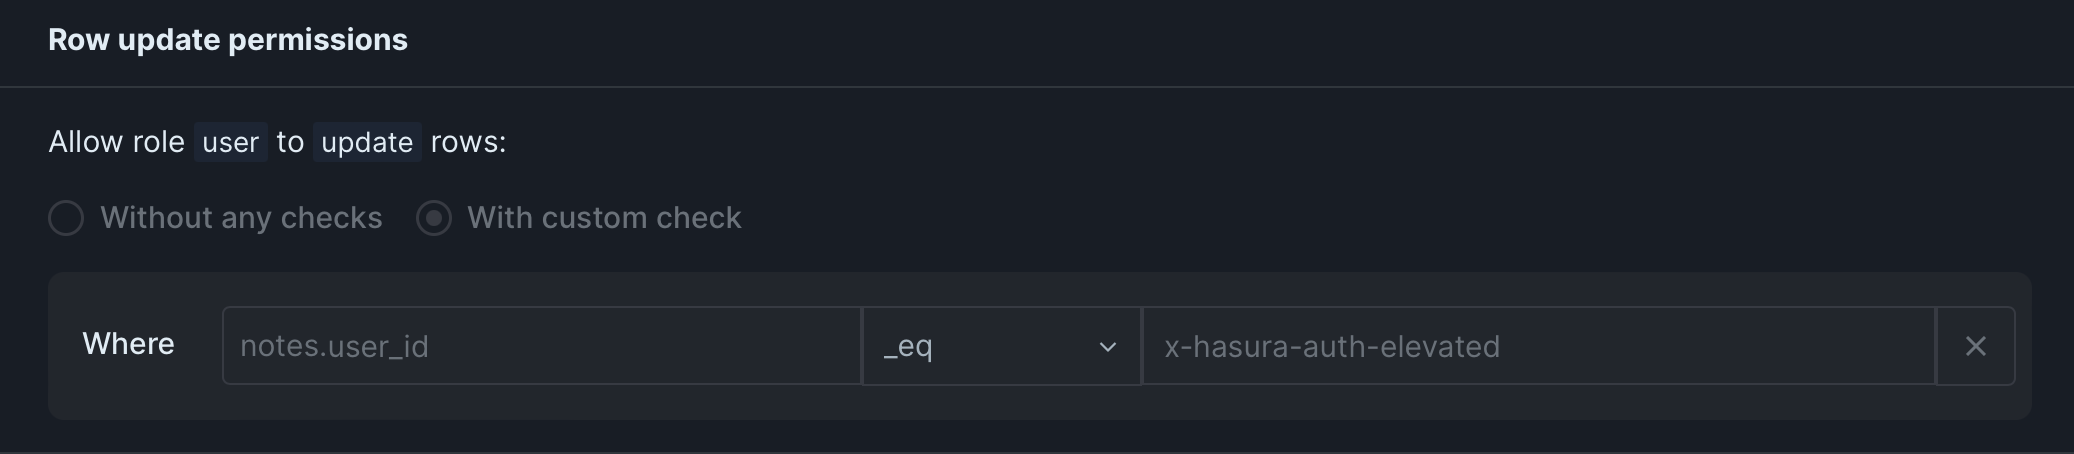 Row update permissions
Allow role user to update rows:
Without any checks With custom check
Where notes.user_id _eq x-hasura-auth-elevated